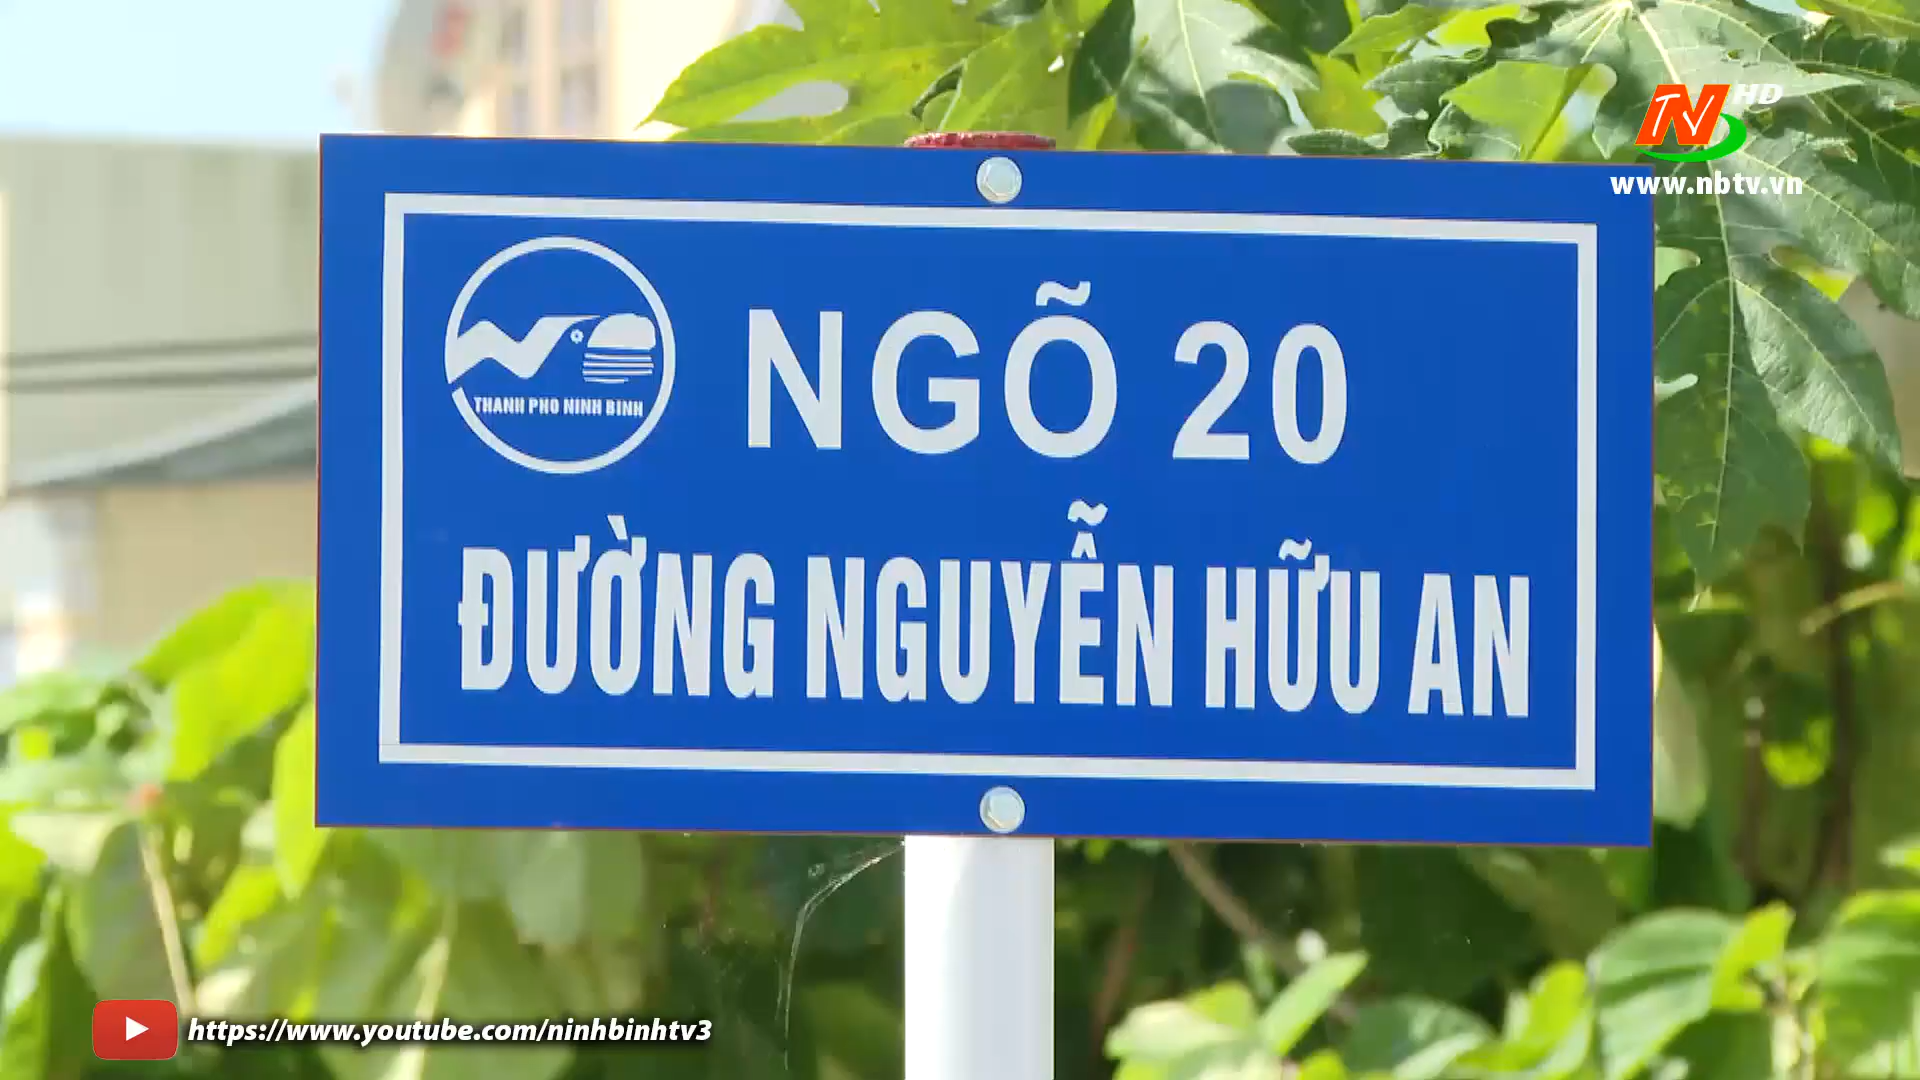 TVN HD
www.nbtv.vn
THANH PHO NINH BINH
NGÕ 20
ĐƯỜNG NGUYỄN HỮU AN
https://www.youtube.com/ninhbinhtv3